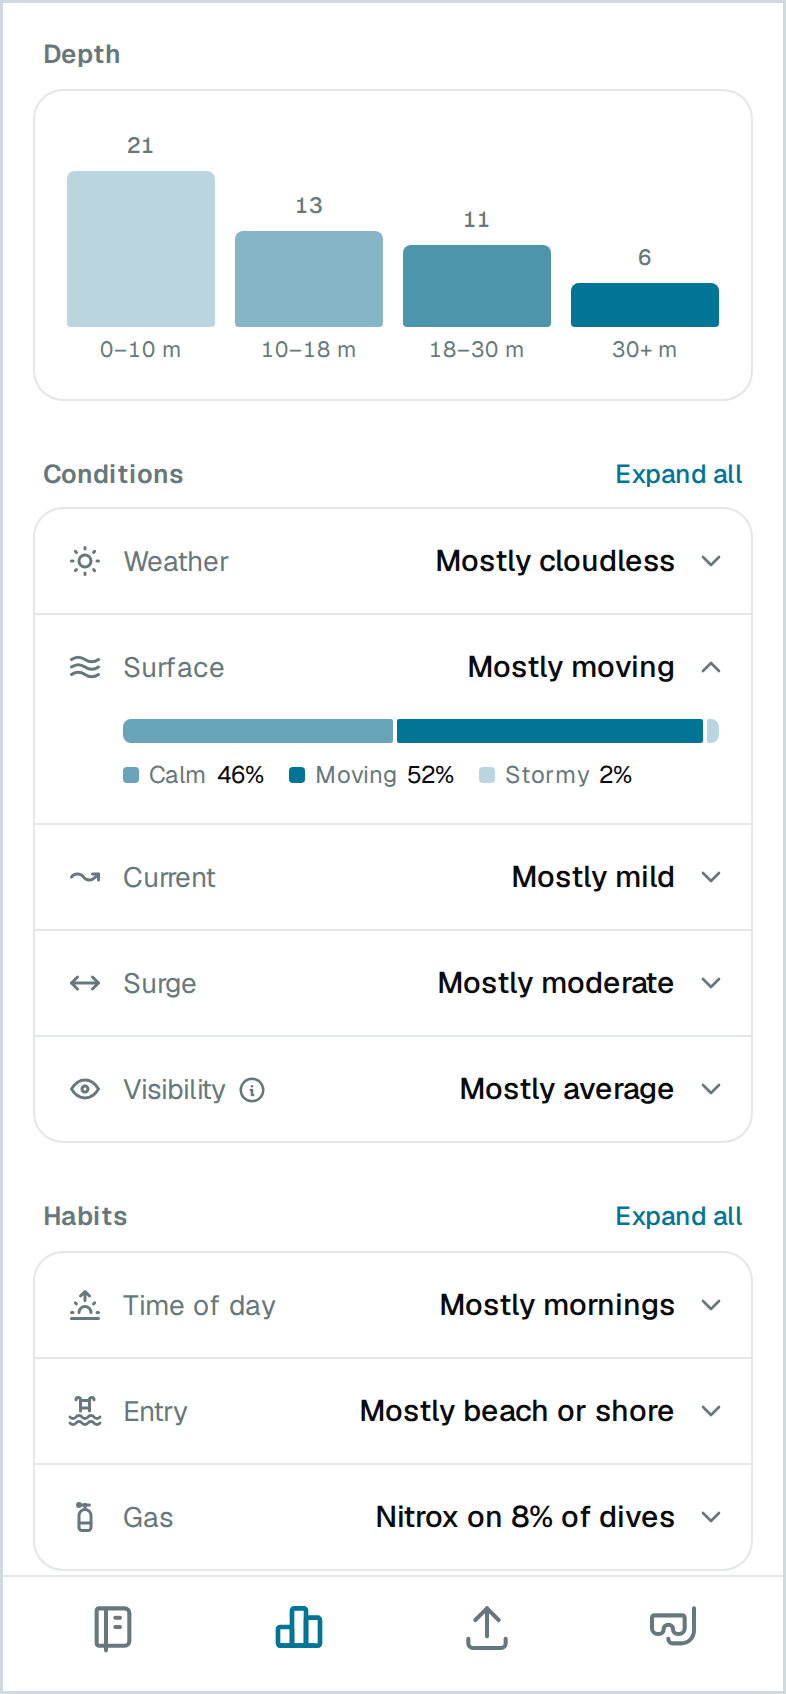 Depth
21
13
11
6
0–10 m 10–18 m 18–30 m 30+ m
Conditions Expand all
Weather Mostly cloudless
Surface Mostly moving
Calm 46% Moving 52% Stormy 2%
Current Mostly mild
Surge Mostly moderate
Visibility Mostly average
Habits Expand all
Time of day Mostly mornings
Entry Mostly beach or shore
Gas Nitrox on 8% of dives